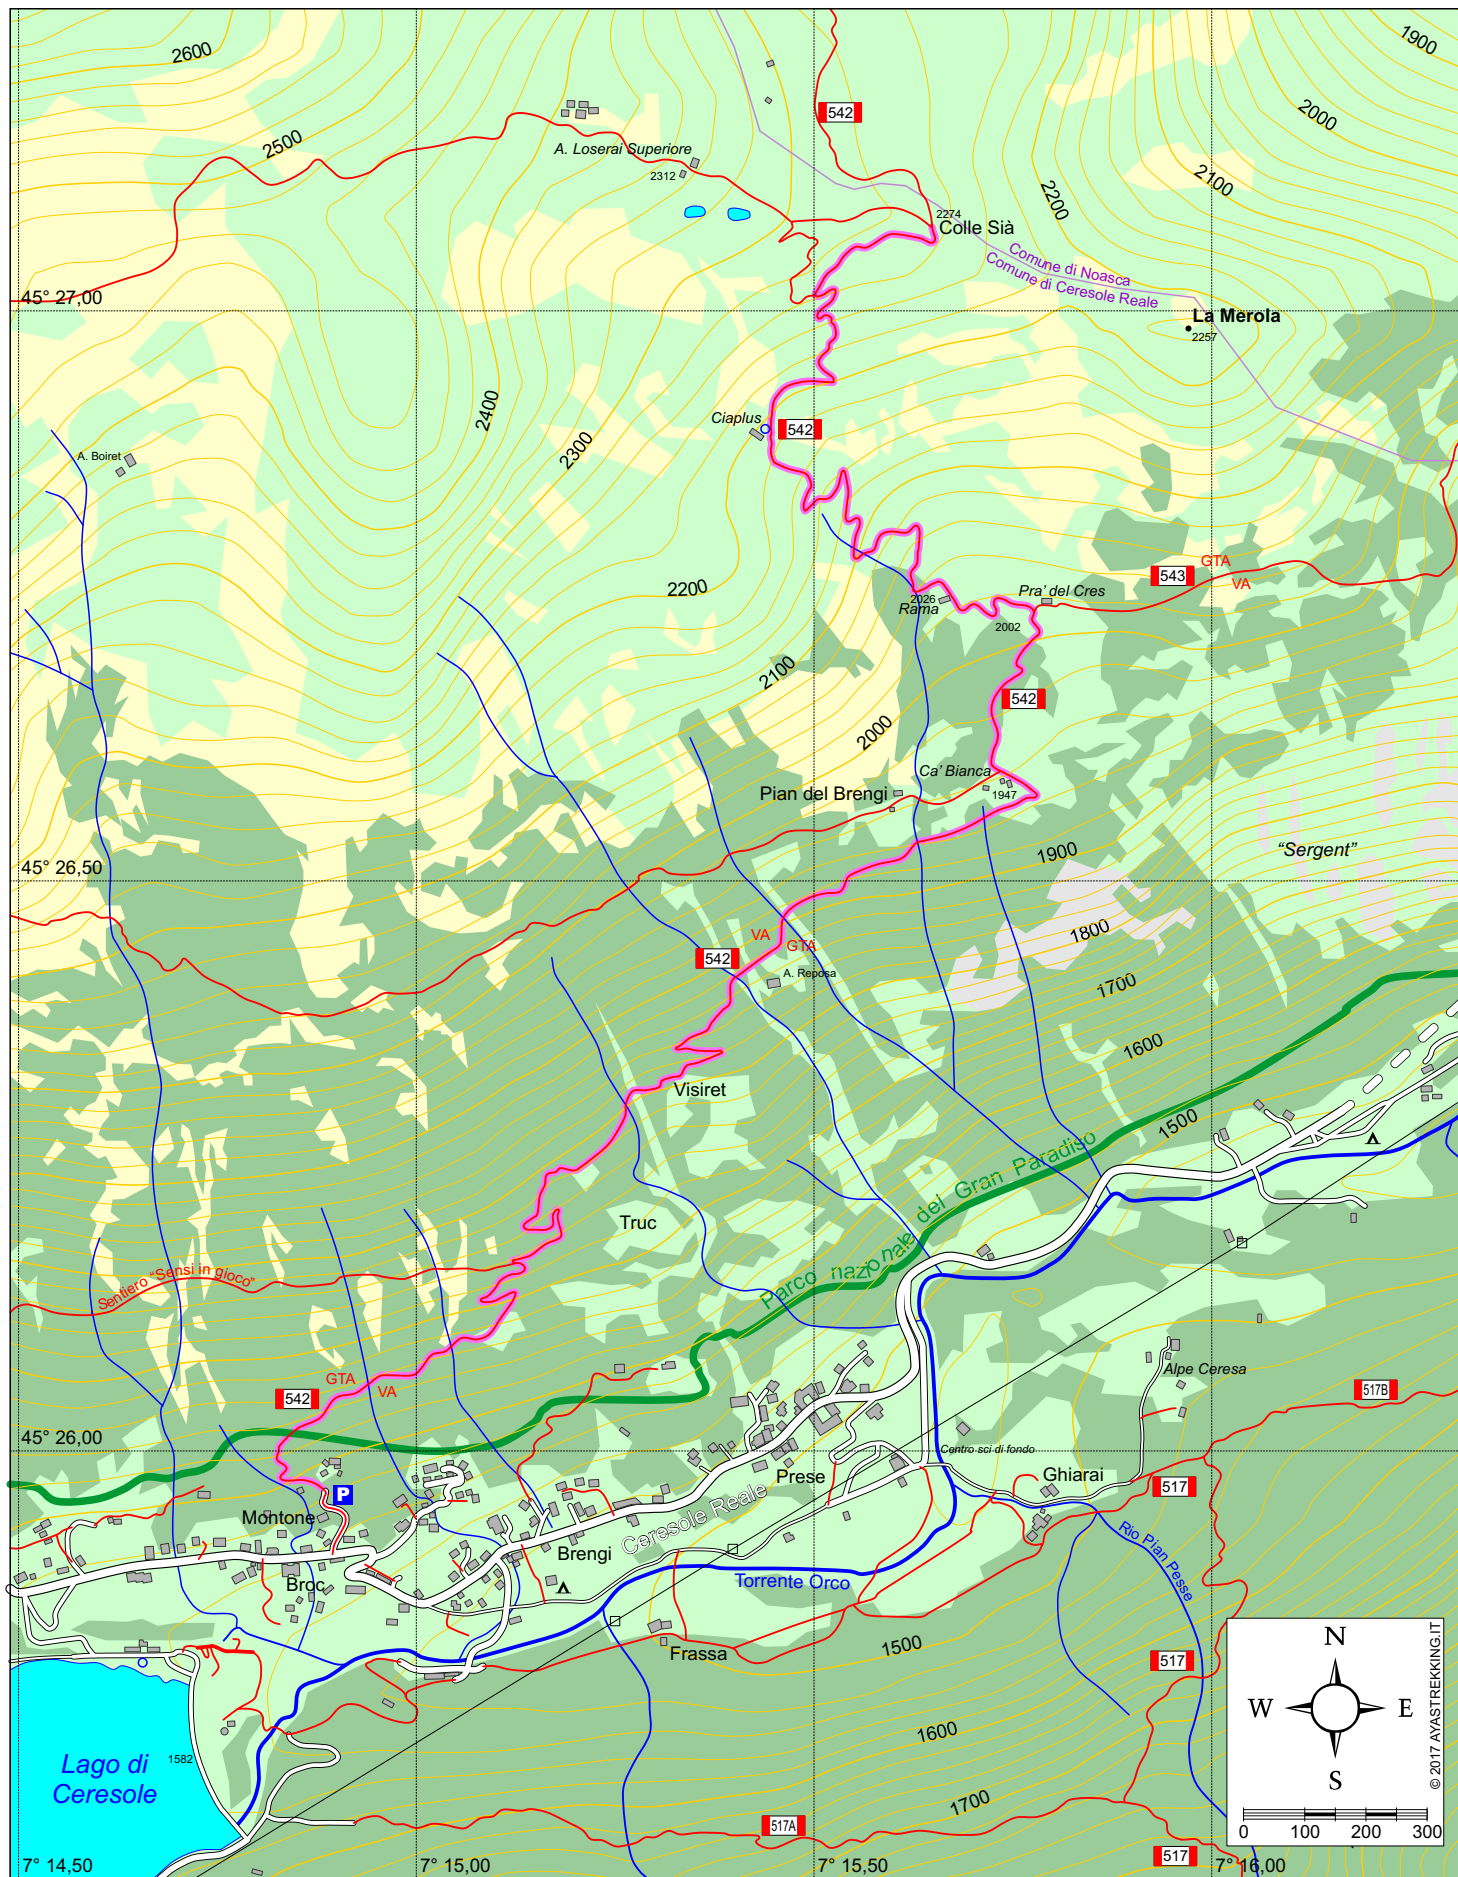 2600
1900
542
2000
2500
A. Loserai Superiore
2312
2100
2200
2274
Colle Sià
Comune di Noasca
Comune di Ceresole Reale
45° 27,00
La Merola
2257
2400
Ciaplus
542
2300
A. Boiret
GTA
543
VA
2200
Pra' del Cres
2026
Rama
2002
2100
542
2000
Ca' Bianca
Pian del Brengi
1947
1900
"Sergent"
45° 26,50
1800
VA
GTA
542
A. Reposa
1700
1600
Visiret
1500
Parco nazionale del Gran Paradiso
Truc
Sentiero "Sensi in gioco"
Alpe Ceresa
GTA
VA
542
517B
45° 26,00
Centro sci di fondo
Prese
Ghiarai
517
P
Montone
Ceresole Reale
Brengi
Rio Pian Pesse
Broc
Torrente Orco
1500
Frassa
517
N
W
E
S
© 2017 AYASTREKKING.IT
1600
Lago di
Ceresole
1582
1700
517A
0
100
200
300
517
7° 14,50
7° 15,00
7° 15,50
7° 16,00